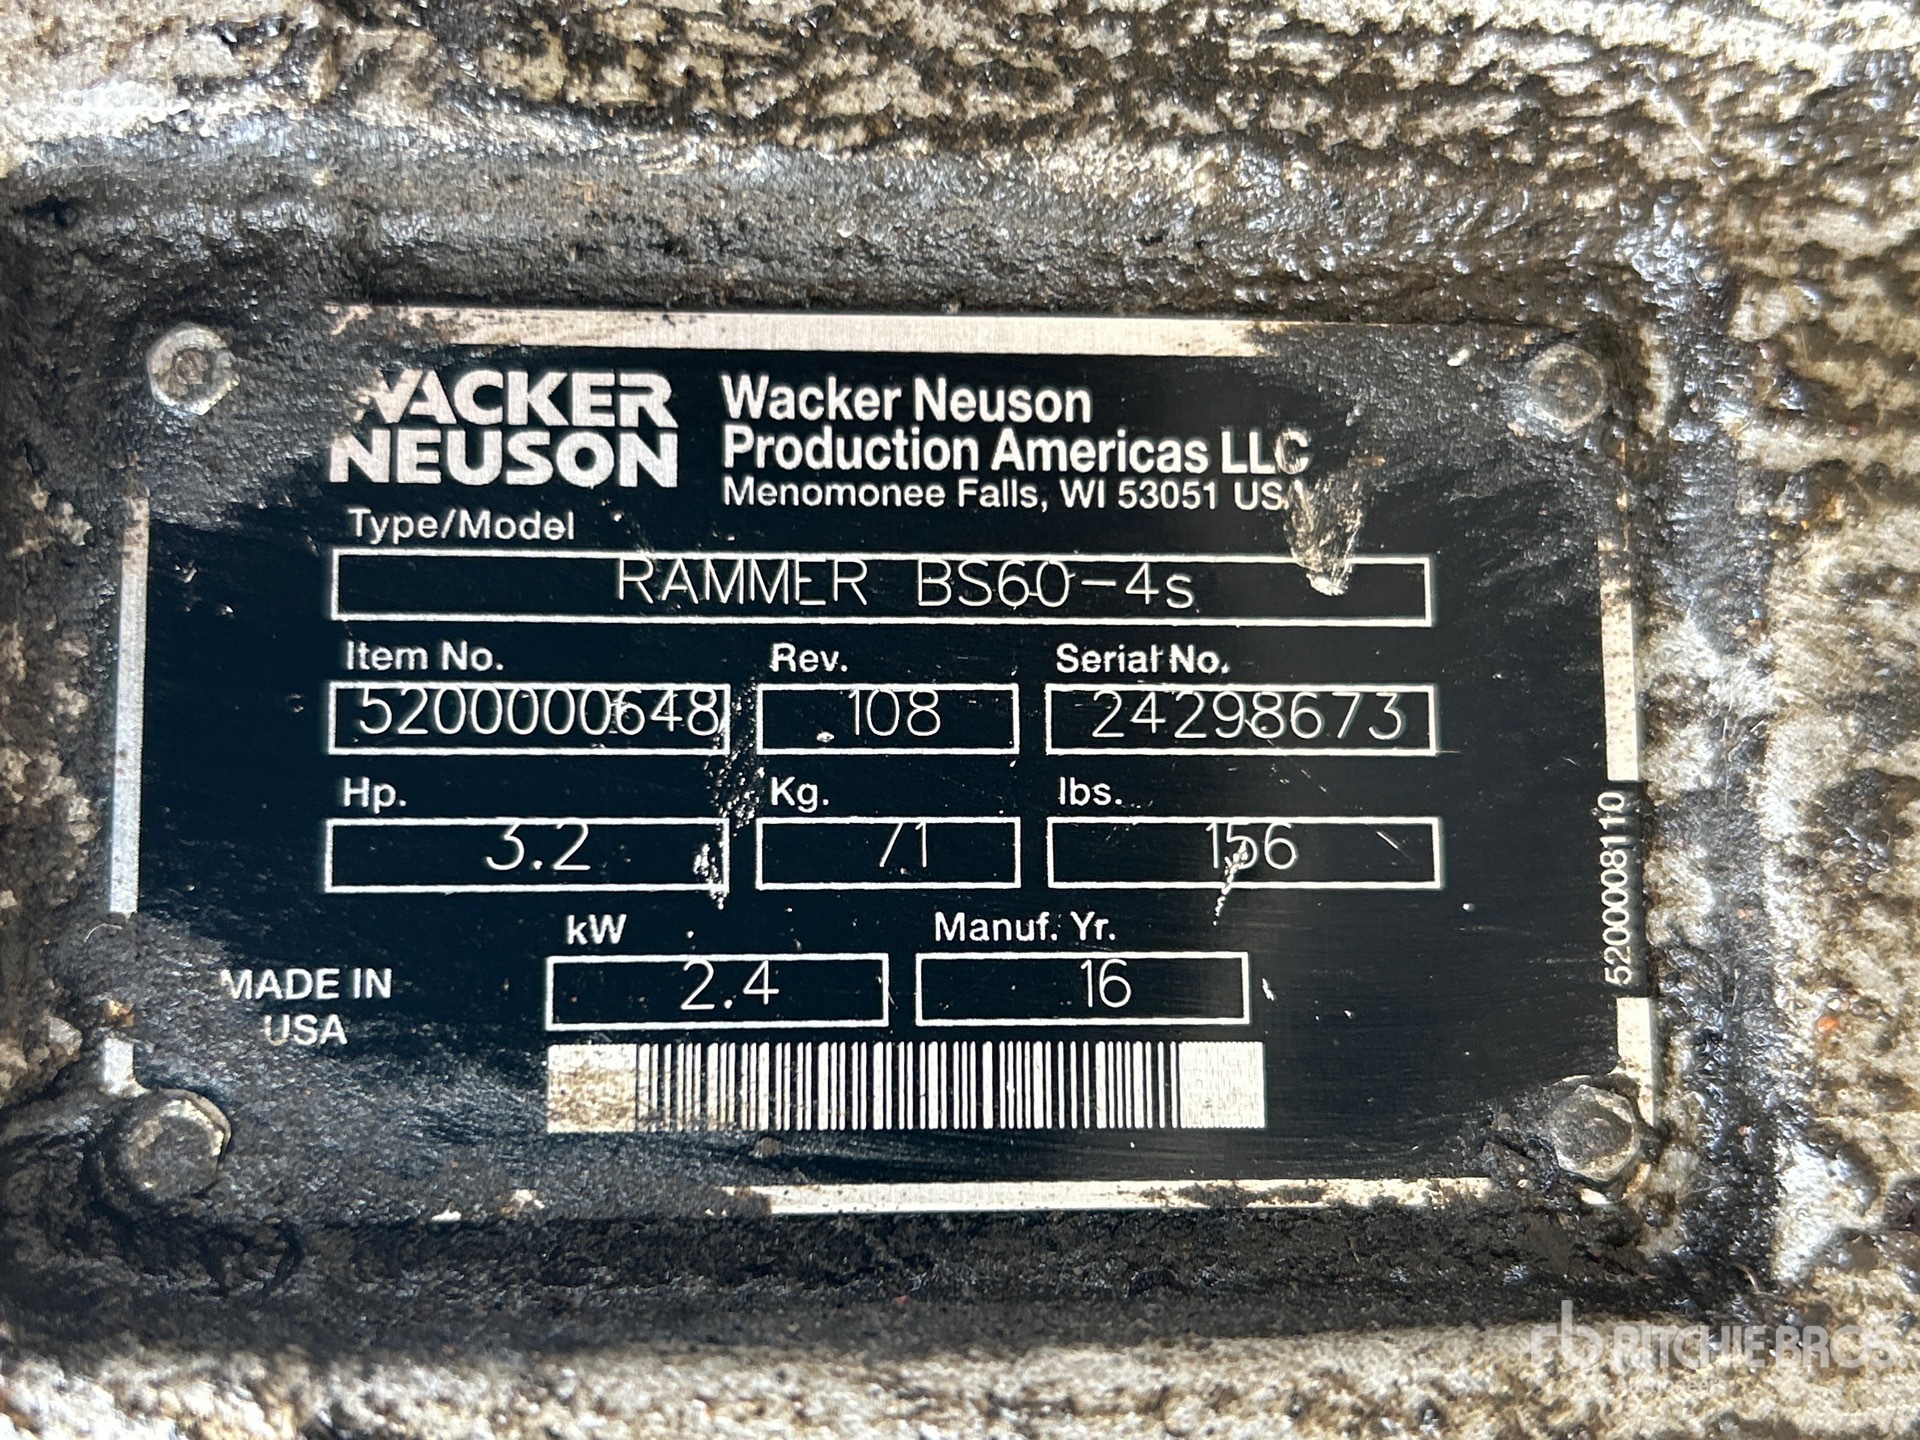 WACKER
NEUSON
Wacker Neuson
Production Americas LLC
Menomonee Falls, WI 53051 USA
Type/Model
RAMMER BS60-4s
Item No. Rev. Serial No.
5200000648 108 24298673
Hp. Kg. lbs.
3.2 71 156
kW Manuf. Yr.
2.4 16
MADE IN
USA
5200008110
rb RITCHIE BROS.
Auctioneers